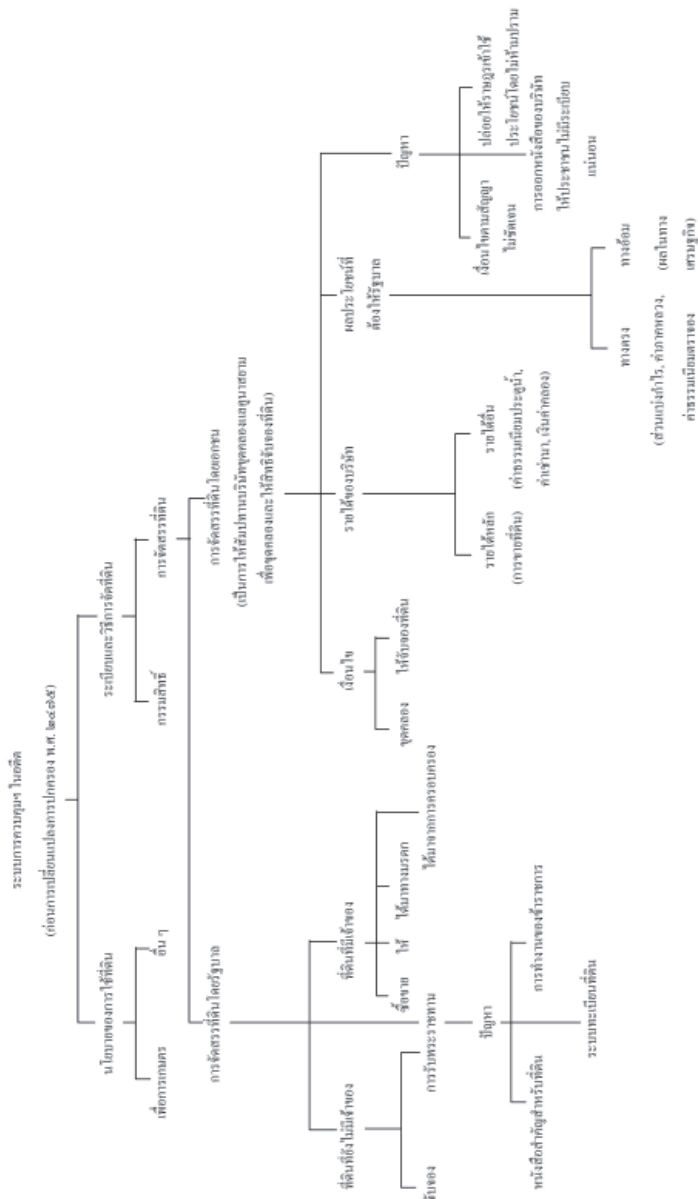 ระบบการควบคุมฯ ในอดีต
(ก่อนการเปลี่ยนแปลงการปกครอง พ.ศ. ๒๔๗๕)
นโยบายของการใช้ที่ดิน
ระเบียบและวิธีการจัดที่ดิน
เพื่อการเกษตร
อื่น ๆ
กรรมสิทธิ์
การจัดสรรที่ดิน
การจัดสรรที่ดินโดยรัฐบาล
การจัดสรรที่ดินโดยเอกชน
(เป็นการให้สัมปทานบริษัทขุดคลองแลคูนาสยาม
เพื่อขุดคลองและให้สิทธิจับจองที่ดิน)
ที่ดินที่ยังไม่มีเจ้าของ
ที่ดินที่มีเจ้าของ
เงื่อนไข
รายได้ของบริษัท
ผลประโยชน์ที่
ต้องให้รัฐบาล
ปัญหา
จับจอง
การรับพระราชทาน
ซื้อขาย
ให้
ได้มาทางมรดก
ได้มาจากการครอบครอง
ขุดคลอง
ให้จับจองที่ดิน
รายได้หลัก
(การขายที่ดิน)
รายได้อื่น
(ค่าธรรมเนียมประตูน้ำ,
ค่าเช่านา, เงินค่าคลอง)
ทางตรง
(ส่วนแบ่งกำไร, ค่าภาคหลวง,
ค่าธรรมเนียมตราจอง
ทางอ้อม
(ผลในทาง
เศรษฐกิจ)
เงื่อนไขตามสัญญา
ไม่ชัดเจน
การออกหนังสือของบริษัท
ให้ประชาชนไม่มีระเบียบ
แน่นอน
ปล่อยให้ราษฎรเข้าใช้
ประโยชน์โดยไม่ห้ามปราม
ปัญหา
หนังสือสำคัญสำหรับที่ดิน
การทำงานของข้าราชการ
ระบบทะเบียนที่ดิน